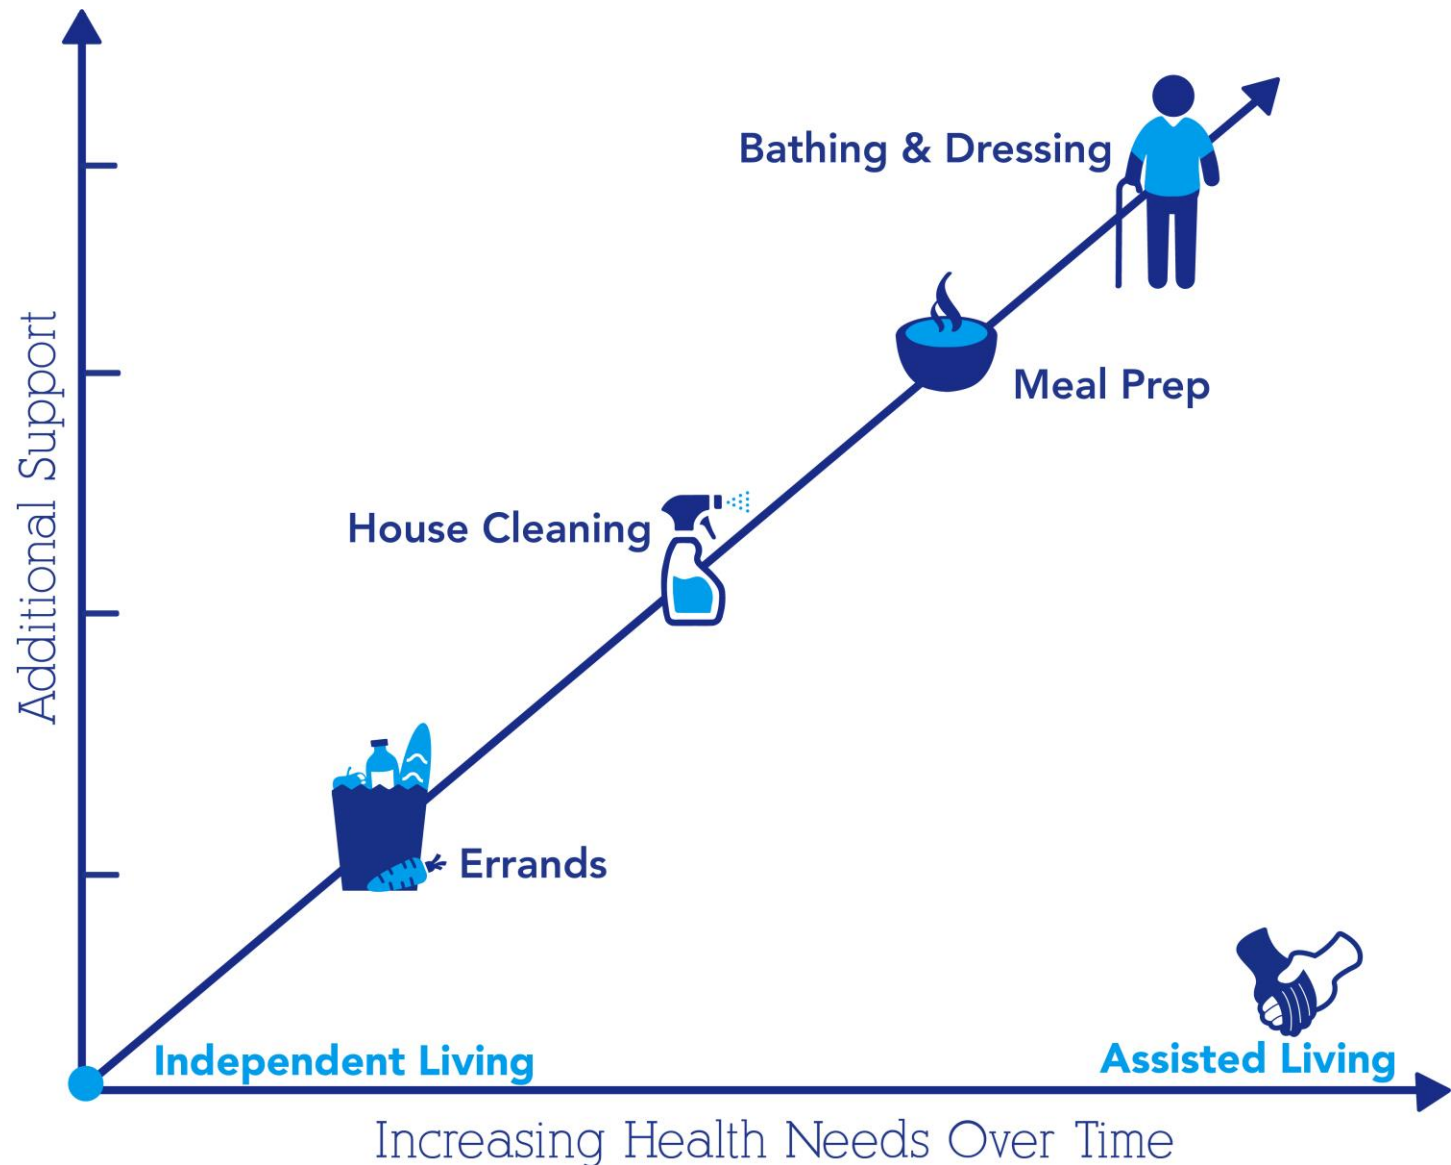 Bathing & Dressing
Meal Prep
House Cleaning
Additional Support
Errands
Independent Living
Assisted Living
Increasing Health Needs Over Time